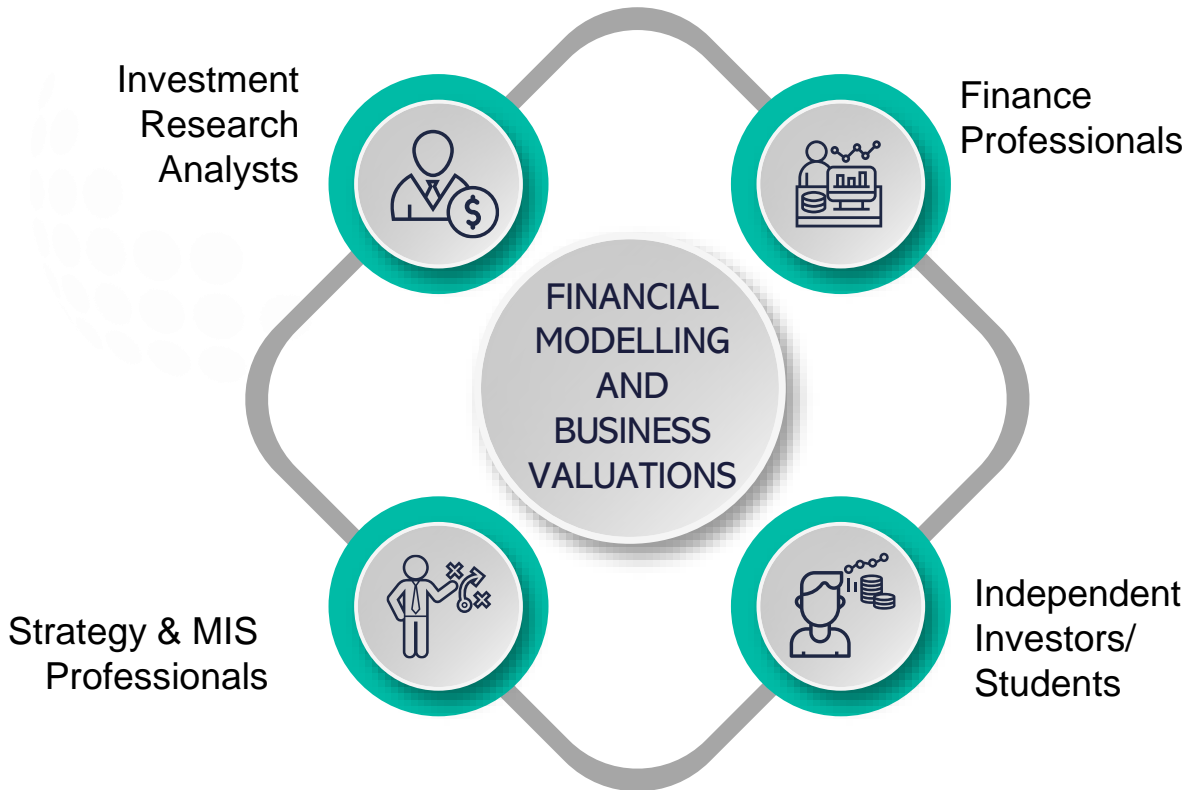 Investment
Research
Analysts
Finance
Professionals
FINANCIAL
MODELLING
AND
BUSINESS
VALUATIONS
Strategy & MIS
Professionals
Independent
Investors/
Students
$